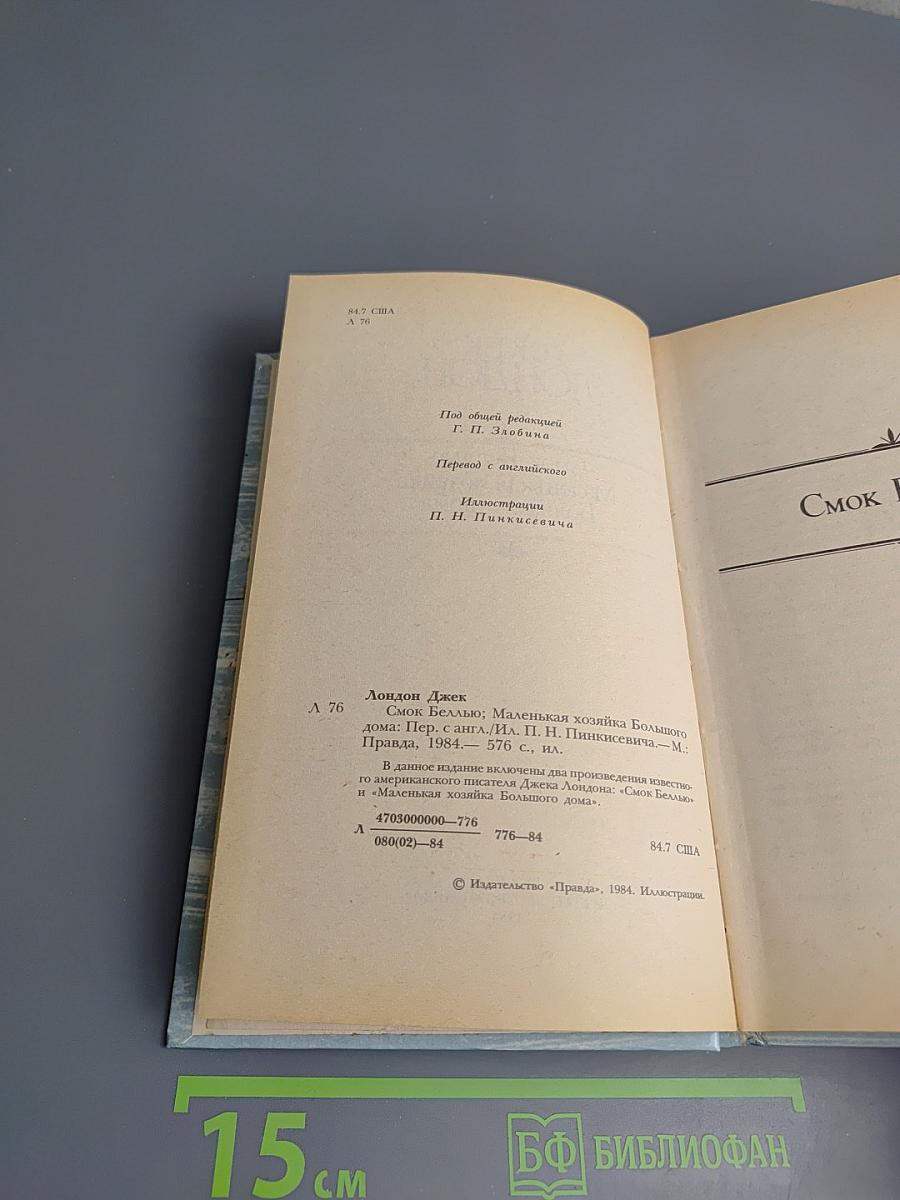 84.7 США
Л 76
Под общей редакцией
Г. П. Злобина
Перевод с английского
Иллюстрации
П. Н. Пинкисевича
Лондон Джек
Л 76
Смок Беллью; Маленькая хозяйка Большого
дома: Пер. с англ./Ил. П. Н. Пинкисевича.— М.:
Правда, 1984.— 576 с., ил.
В данное издание включены два произведения известно-
го американского писателя Джека Лондона: «Смок Беллью»
и «Маленькая хозяйка Большого дома».
Л 4703000000—776 776—84
080(02)—84
84.7 США
© Издательство «Правда», 1984. Иллюстрации.
Смок
15 см
БФ БИБЛИОФАН